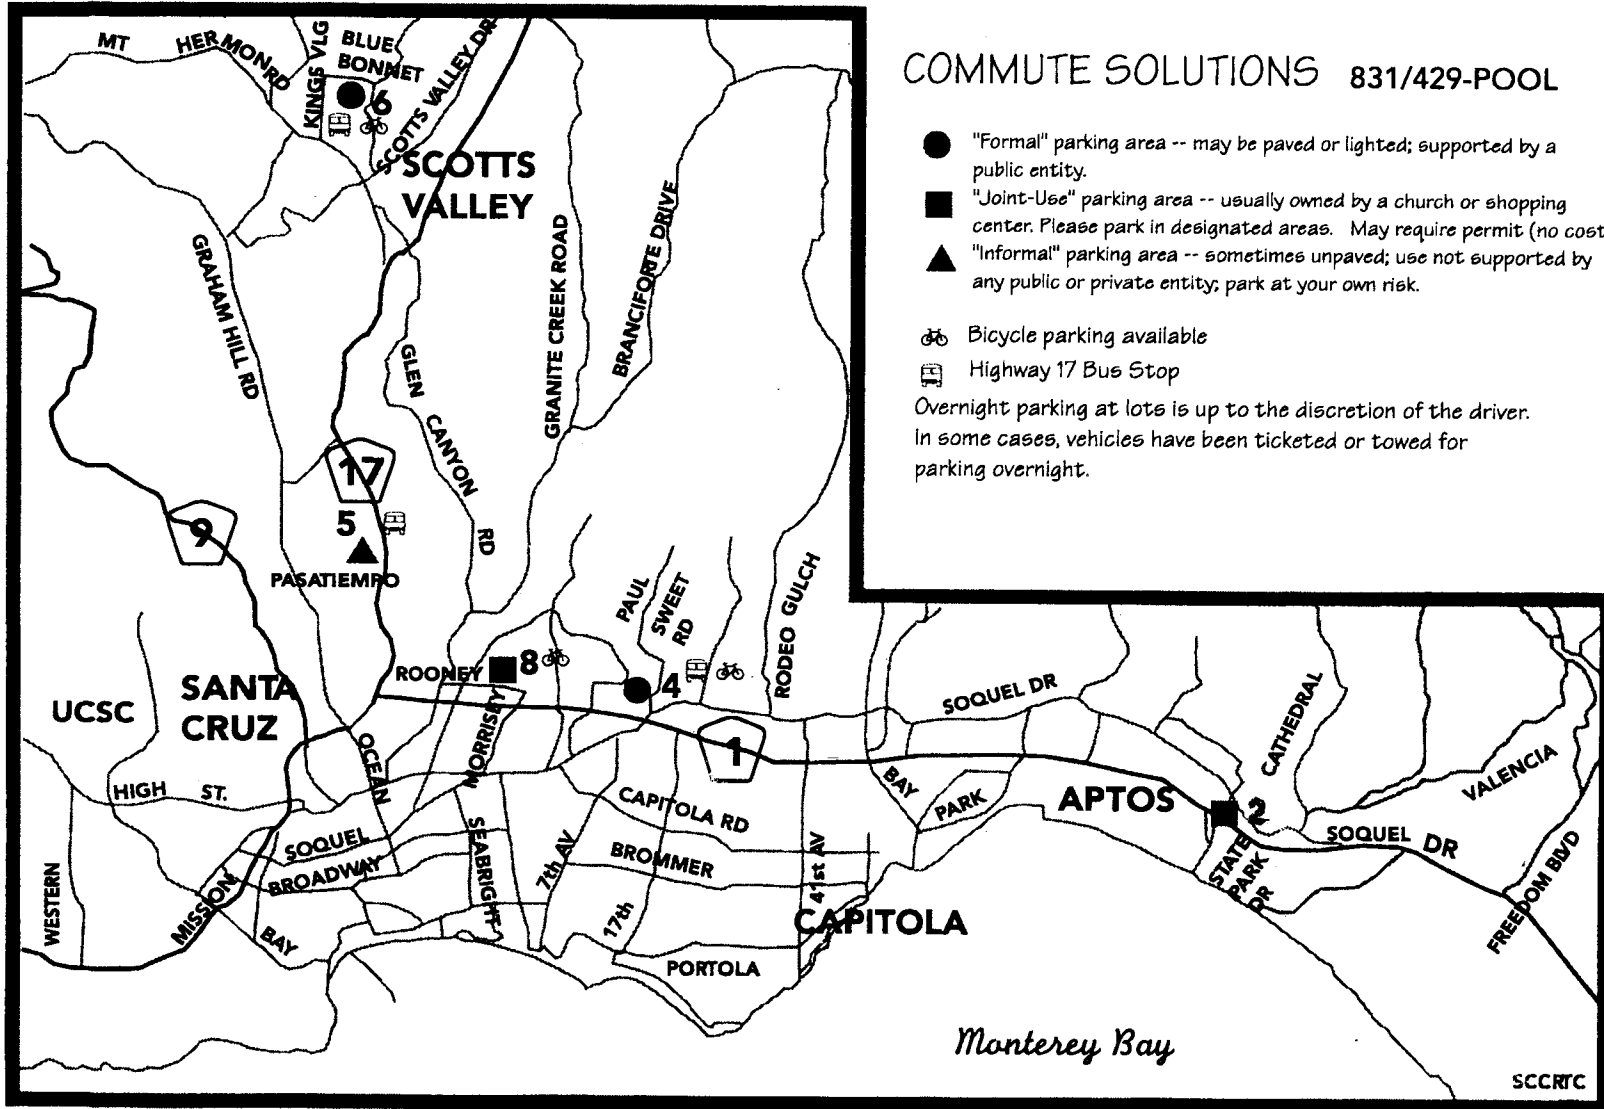 COMMUTE SOLUTIONS 831/429-POOL
"Formal" parking area -- may be paved or lighted; supported by a
public entity.
"Joint-Use" parking area -- usually owned by a church or shopping
center. Please park in designated areas. May require permit (no cost
"Informal" parking area -- sometimes unpaved; use not supported by
any public or private entity; park at your own risk.
Bicycle parking available
Highway 17 Bus Stop
Overnight parking at lots is up to the discretion of the driver.
In some cases, vehicles have been ticketed or towed for
parking overnight.
MT HERMON RD
KINGS VLG
BLUE
BONNET
6
SCOTTS VALLEY DR
SCOTTS
VALLEY
GRAHAM HILL RD
GLEN CANYON RD
GRANITE CREEK ROAD
BRANCIFORTE DRIVE
17
9
5
PASATIEMPO
PAUL
SWEET
RD
RODEO GULCH
ROONEY
8
4
SANTA
CRUZ
UCSC
MORRISEY
OCEAN
1
SOQUEL DR
CATHEDRAL
VALENCIA
HIGH ST.
BAY
PARK
APTOS
2
CAPITOLA RD
SOQUEL
BROADWAY
SEABRIGHT
7th AV
BROMMER
41st AV
SOQUEL DR
STATE
PARK
DR
FREEDOM BLVD
WESTERN
MISSION
BAY
17th
CAPITOLA
PORTOLA
Monterey Bay
SCCRTC